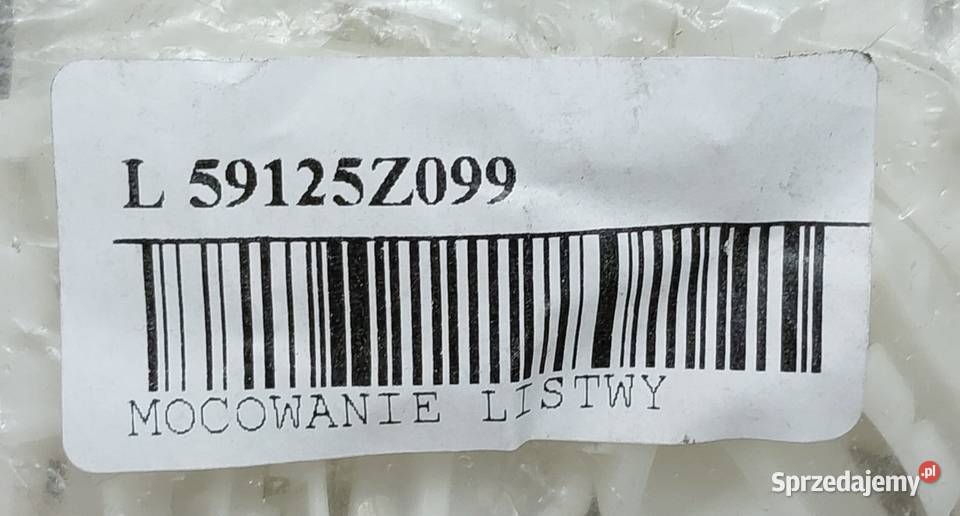 L 59125Z099
MOCOWANIE LISTWY
Sprzedajemy.pl